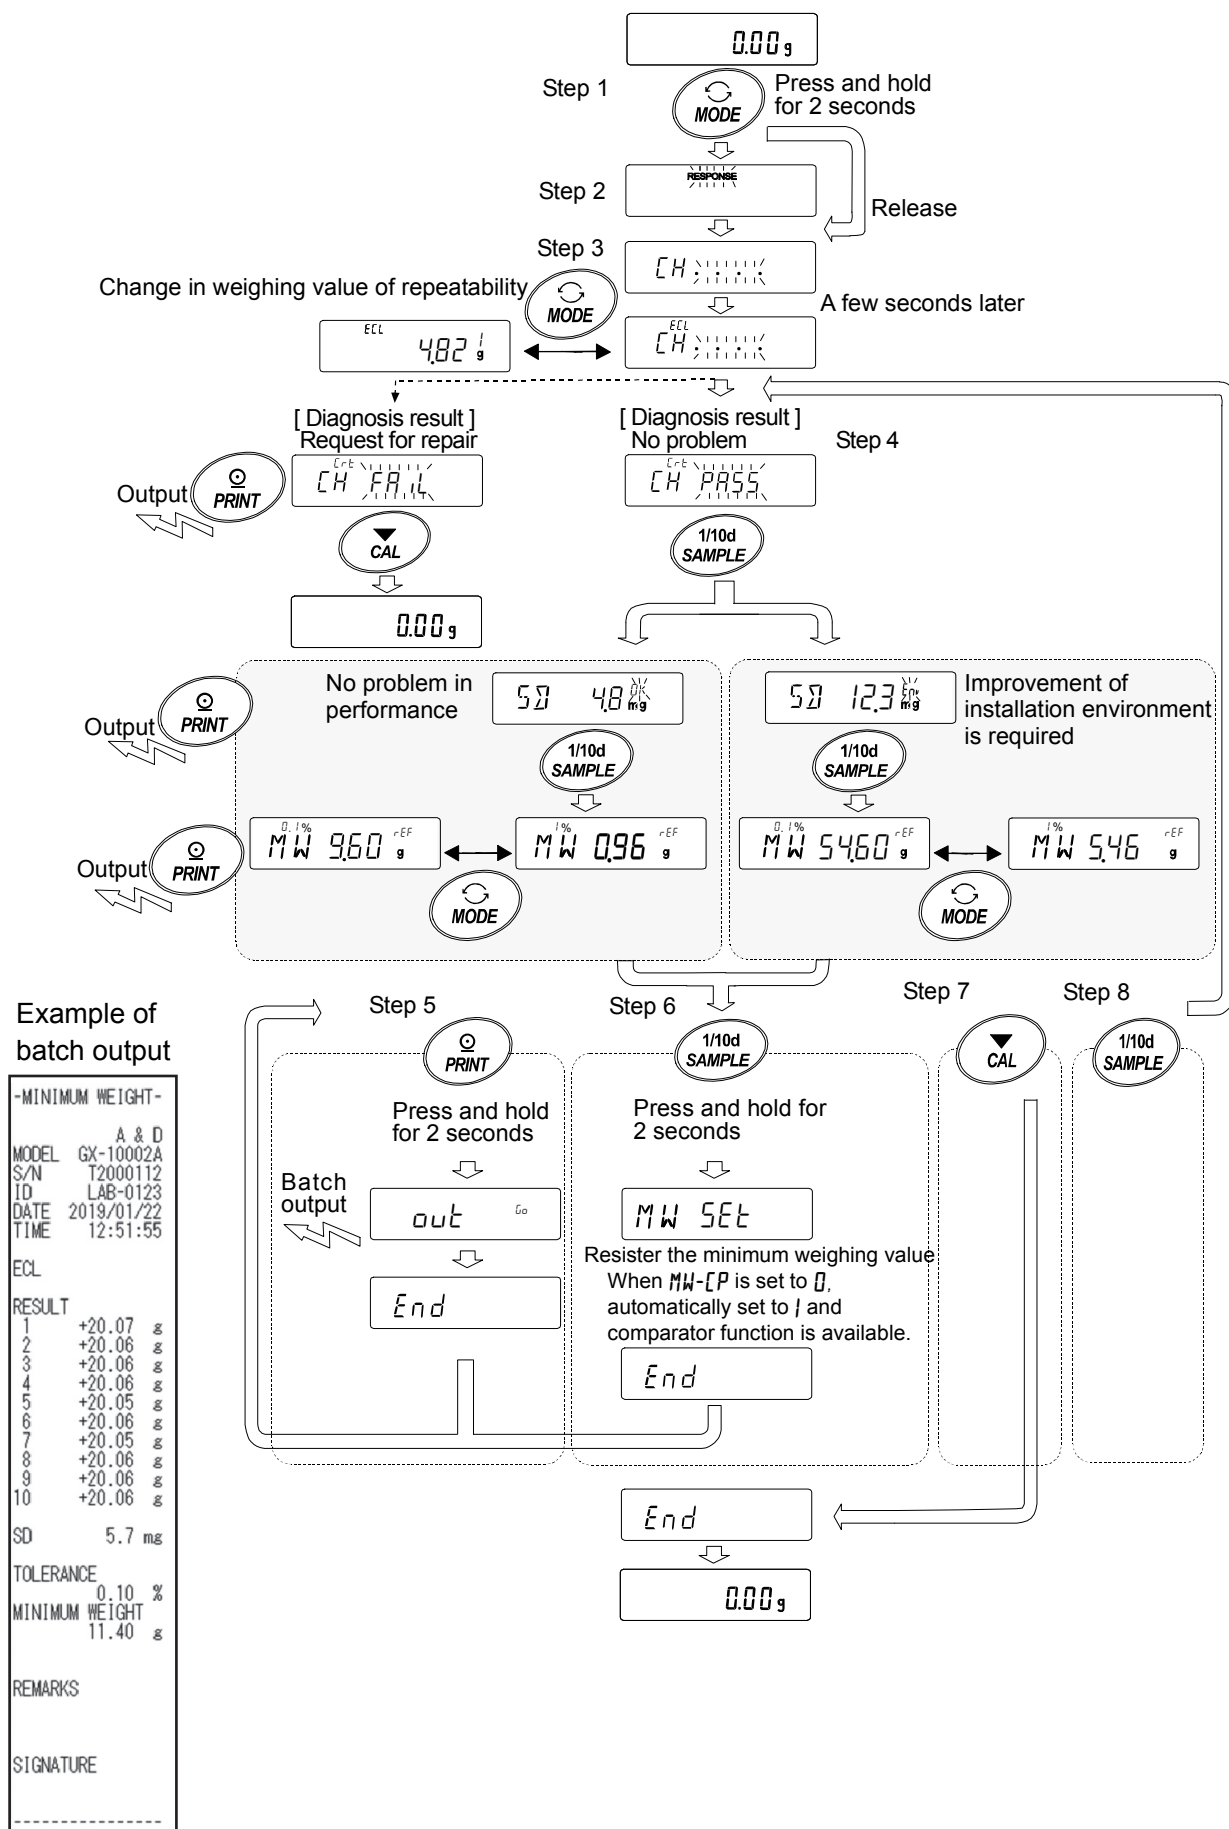 0.00 g
Step 1
MODE
Press and hold
for 2 seconds
Step 2
RESPONSE
Release
Step 3
CH
Change in weighing value of repeatability
MODE
A few seconds later
ECL
4.82 1 g
ECL
CH
[ Diagnosis result ]
Request for repair
[ Diagnosis result ]
No problem
Step 4
Output
PRINT
Crt
CH FAiL
Crt
CH PASS
CAL
1/10d
SAMPLE
0.00 g
Output
PRINT
No problem in
performance
SD 4.8 OK mg
SD 12.3 Env mg
Improvement of
installation environment
is required
1/10d
SAMPLE
1/10d
SAMPLE
Output
PRINT
0.1%
MW 9.60 rEF g
1%
MW 0.96 rEF g
0.1%
MW 54.60 rEF g
1%
MW 5.46 rEF g
MODE
MODE
Step 5
Step 6
Step 7
Step 8
PRINT
1/10d
SAMPLE
CAL
1/10d
SAMPLE
Press and hold
for 2 seconds
Press and hold for
2 seconds
Batch
output
out Go
MW SEt
End
Resister the minimum weighing value
When MW-CP is set to 0,
automatically set to 1 and
comparator function is available.
End
End
0.00 g
Example of
batch output
-MINIMUM WEIGHT-
A & D
MODEL GX-10002A
S/N T2000112
ID LAB-0123
DATE 2019/01/22
TIME 12:51:55
ECL
RESULT
1 +20.07 g
2 +20.06 g
3 +20.06 g
4 +20.06 g
5 +20.05 g
6 +20.06 g
7 +20.05 g
8 +20.06 g
9 +20.06 g
10 +20.06 g
SD 5.7 mg
TOLERANCE
0.10 %
MINIMUM WEIGHT
11.40 g
REMARKS
SIGNATURE
----------------